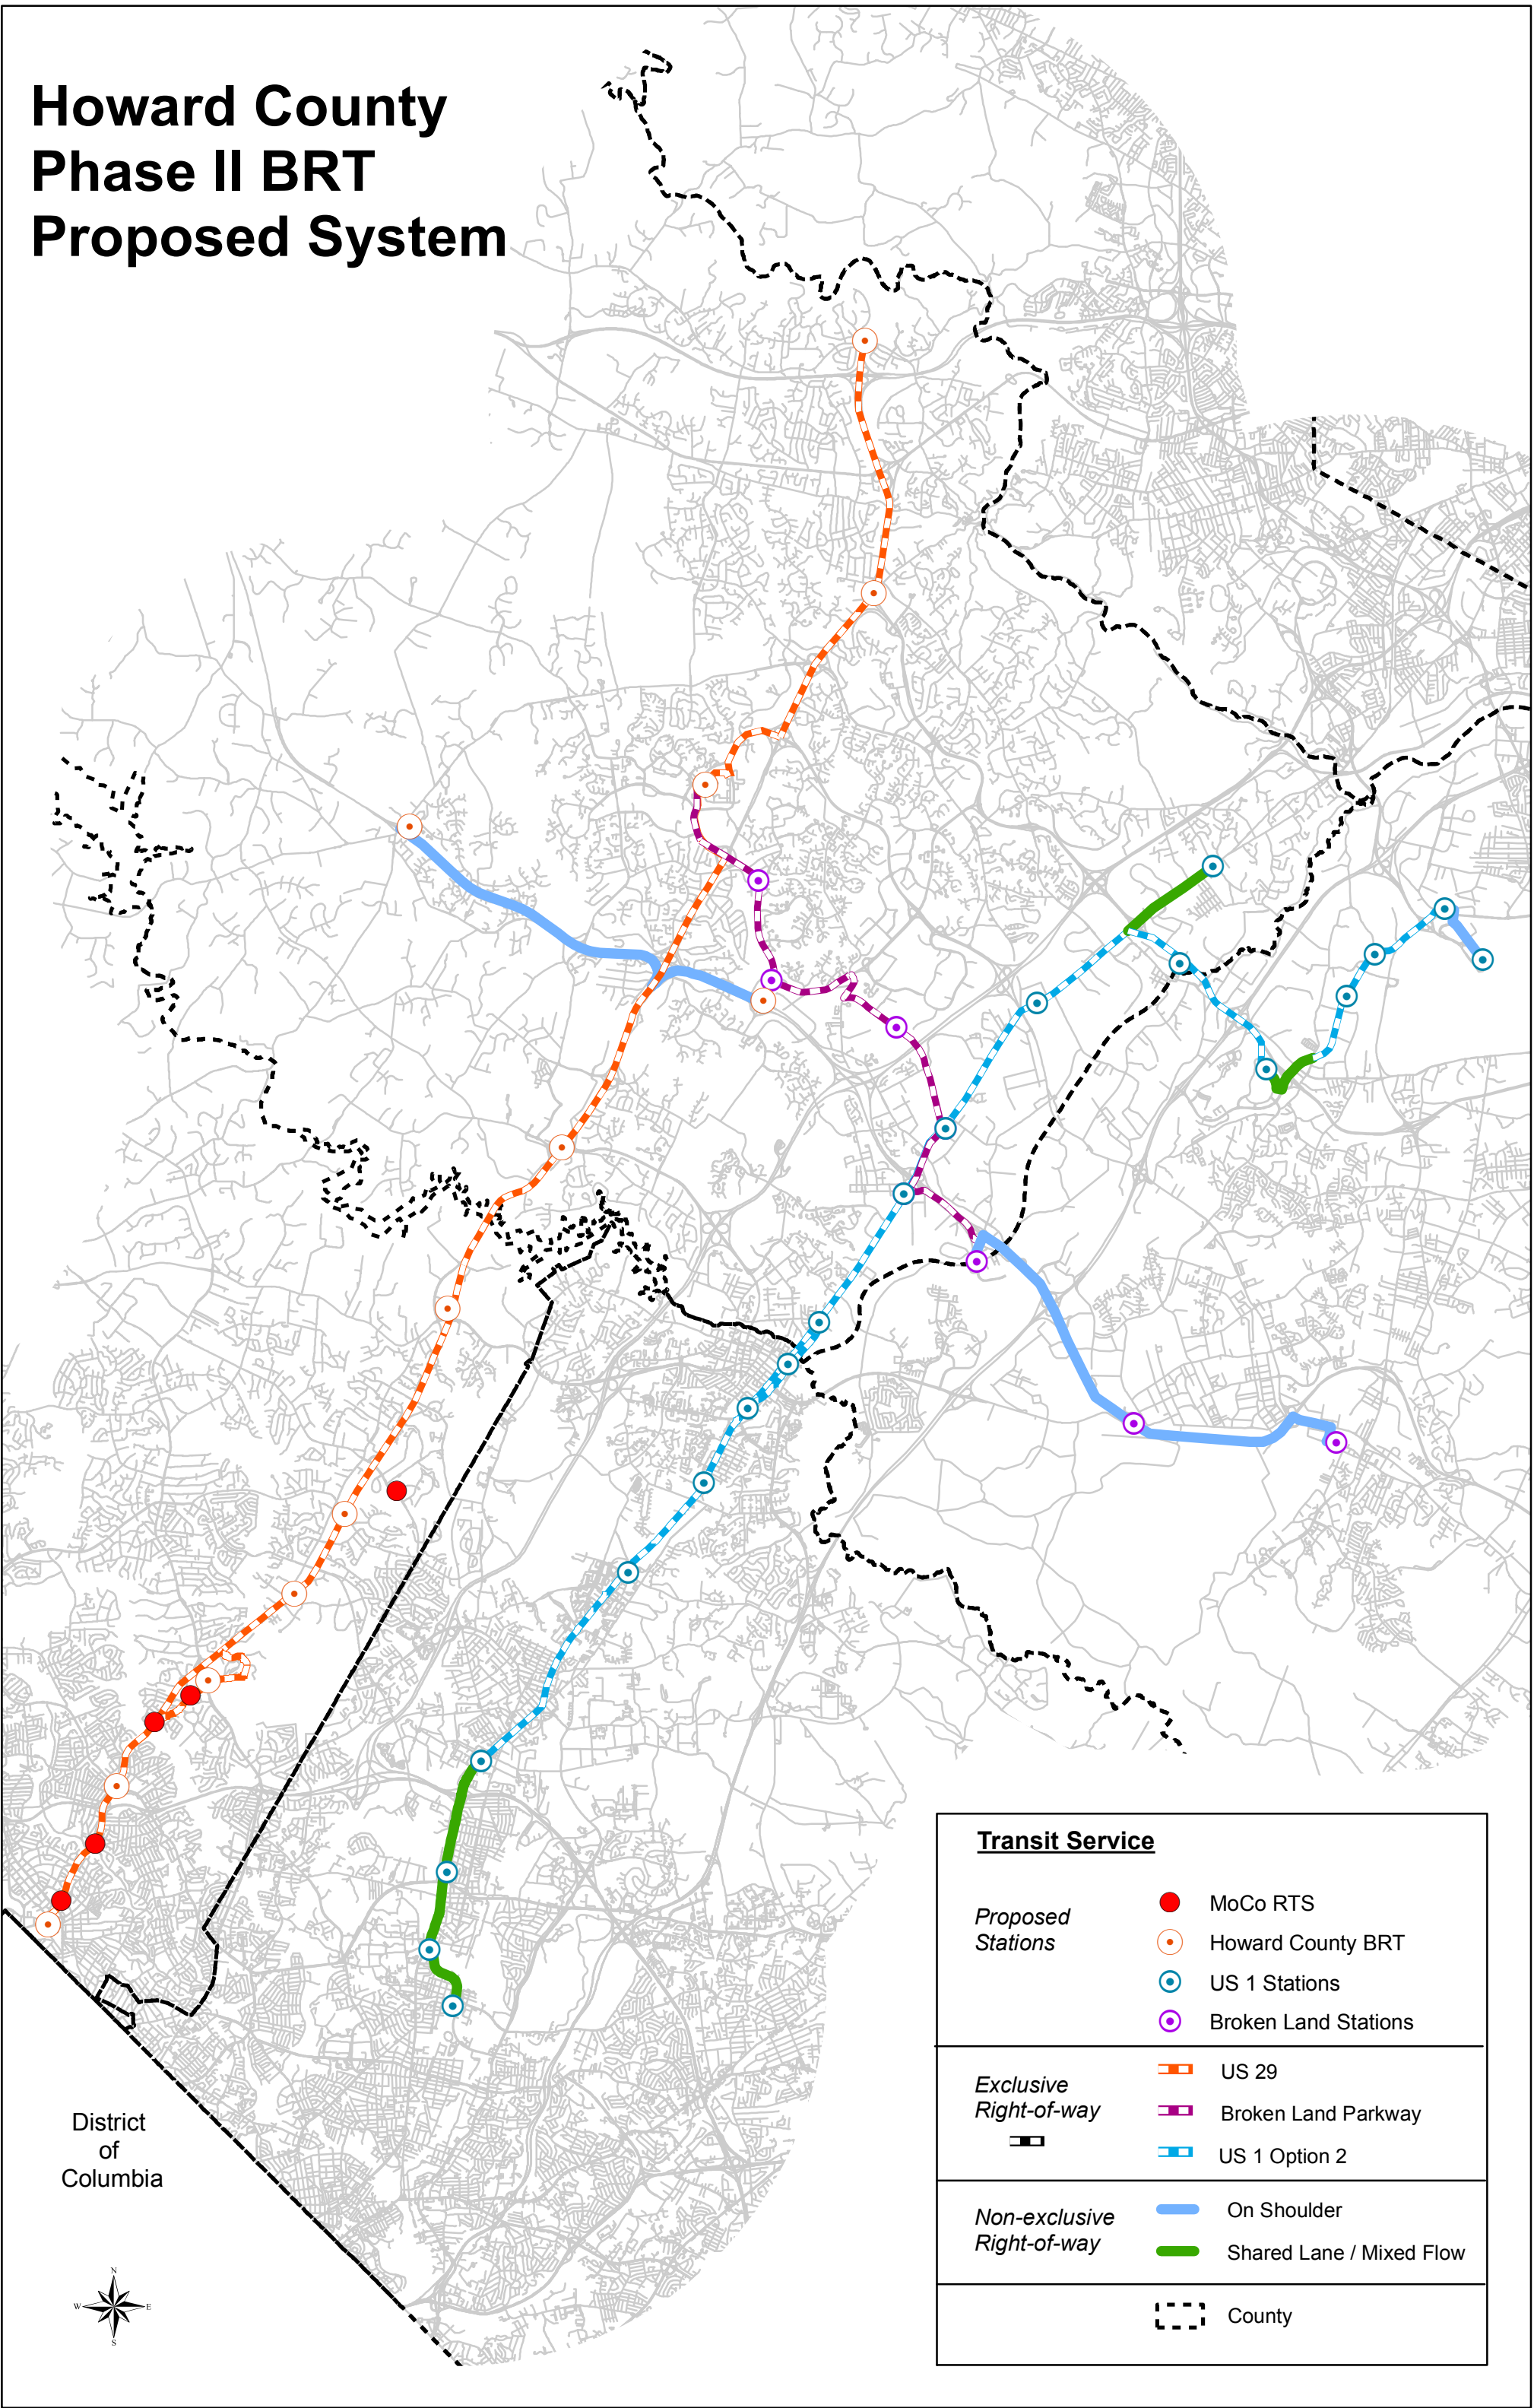 Howard County
Phase II BRT
Proposed System
Transit Service
Proposed
Stations
MoCo RTS
Howard County BRT
US 1 Stations
Broken Land Stations
Exclusive
Right-of-way
US 29
Broken Land Parkway
US 1 Option 2
Non-exclusive
Right-of-way
On Shoulder
Shared Lane / Mixed Flow
County
District
of
Columbia
N
W
E
S